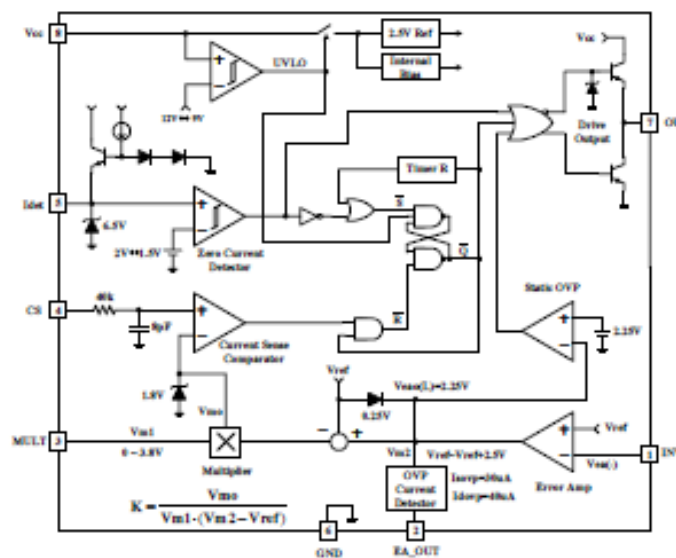 Vcc
8
2.5V Ref
Internal
Bias
UVLO
12V 9V
Vcc
Drive
Output
7
Timer R
Idet
5
6.5V
2V 1.5V
Zero Current
Detector
S
Q
R
CS
4
40k
8pF
Current Sense
Comparator
Static OVP
2.25V
1.8V
Vmo
Vref
Veao(L)=2.25V
0.25V
MULT
3
Vm1
0 ~ 3.8V
Multiplier
Vm2
Vref~Vref+2.5V
Vref
Vea(-)
1
Error Amp
OVP
Current
Detector
Iovp=30uA
Idovp=40uA
K = Vmo
Vm1·(Vm2 − Vref)
6
GND
2
EA_OUT